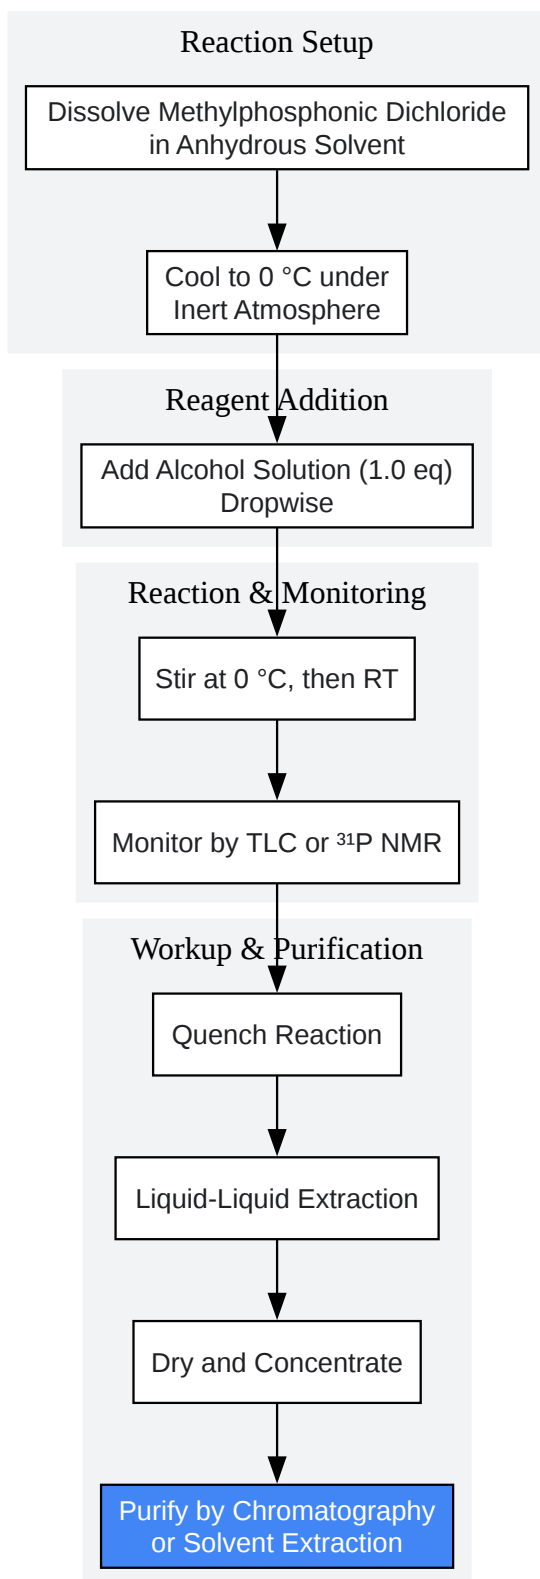 Reaction Setup
Dissolve Methylphosphonic Dichloride
in Anhydrous Solvent
Cool to 0 °C under
Inert Atmosphere
Reagent Addition
Add Alcohol Solution (1.0 eq)
Dropwise
Reaction & Monitoring
Stir at 0 °C, then RT
Monitor by TLC or ³¹P NMR
Workup & Purification
Quench Reaction
Liquid-Liquid Extraction
Dry and Concentrate
Purify by Chromatography
or Solvent Extraction